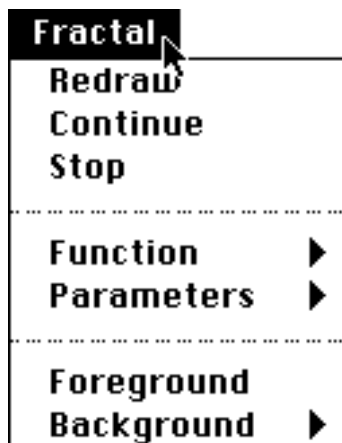 Fractal
Redraw
Continue
Stop
Function
Parameters
Foreground
Background